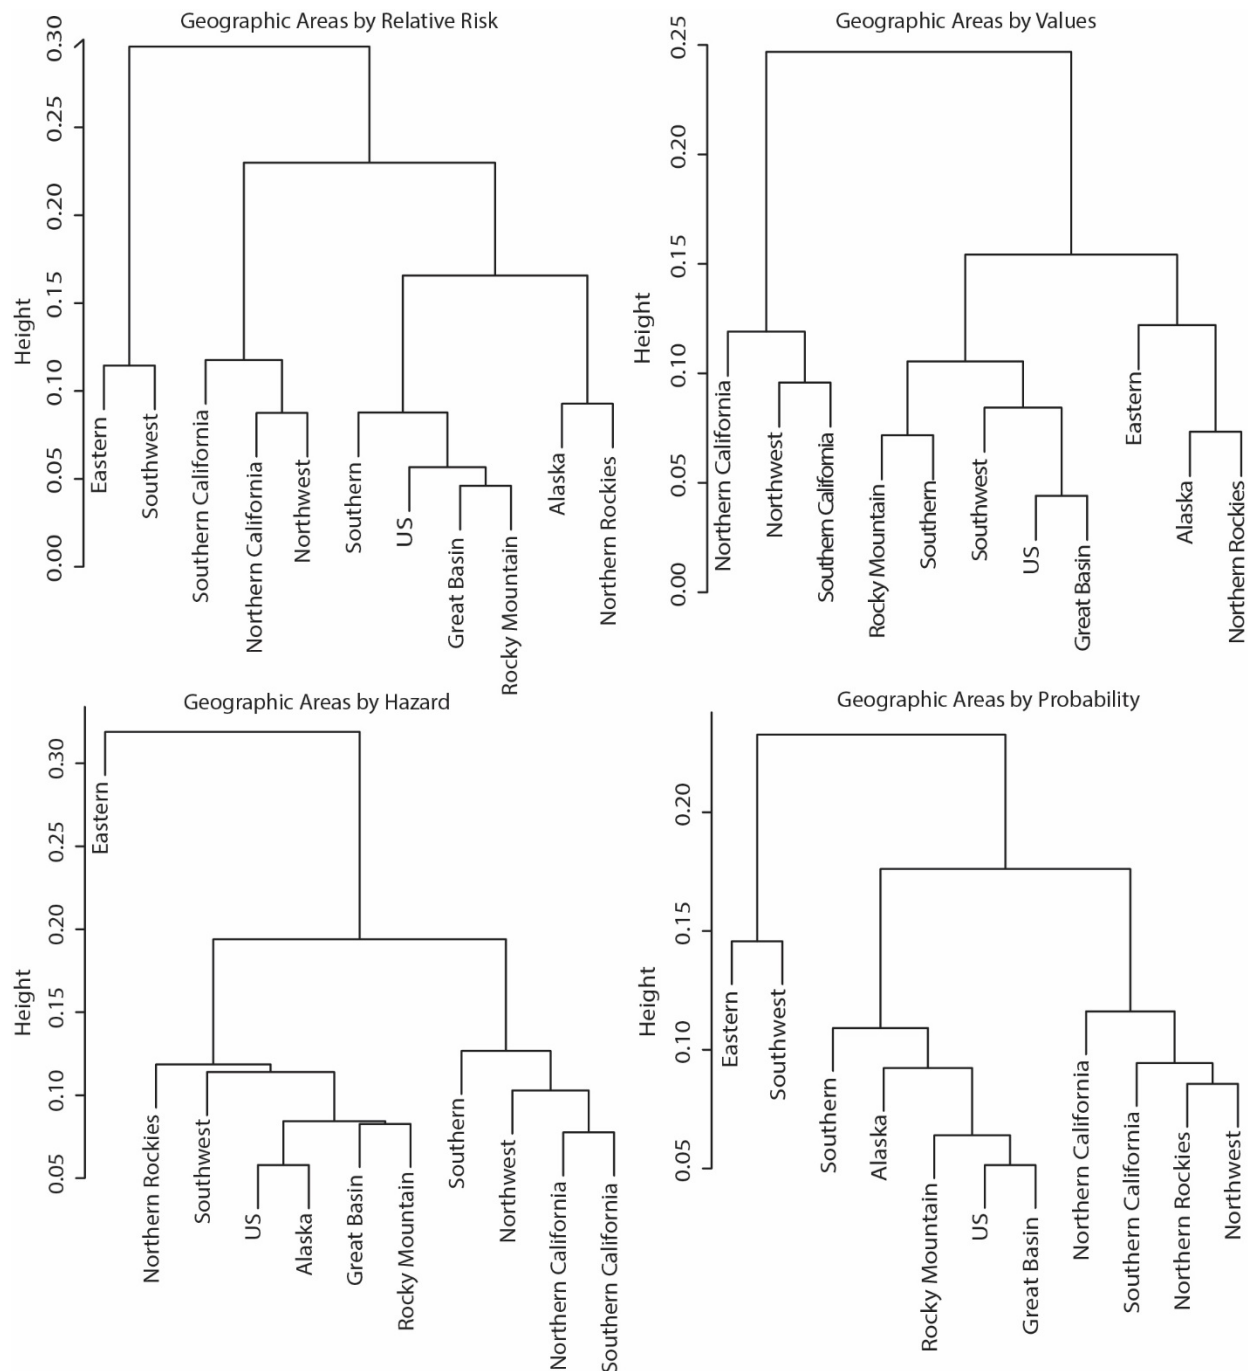 Geographic Areas by Relative Risk
Height
0.30
0.25
0.20
0.15
0.10
0.05
0.00
Eastern
Southwest
Southern California
Northern California
Northwest
Southern
US
Great Basin
Rocky Mountain
Alaska
Northern Rockies
Geographic Areas by Values
Height
0.25
0.20
0.15
0.10
0.05
0.00
Northern California
Northwest
Southern California
Rocky Mountain
Southern
Southwest
US
Great Basin
Eastern
Alaska
Northern Rockies
Geographic Areas by Hazard
Height
0.30
0.25
0.20
0.15
0.10
0.05
Eastern
Northern Rockies
Southwest
US
Alaska
Great Basin
Rocky Mountain
Southern
Northwest
Northern California
Southern California
Geographic Areas by Probability
Height
0.20
0.15
0.10
0.05
Eastern
Southwest
Southern
Alaska
Rocky Mountain
US
Great Basin
Northern California
Southern California
Northern Rockies
Northwest